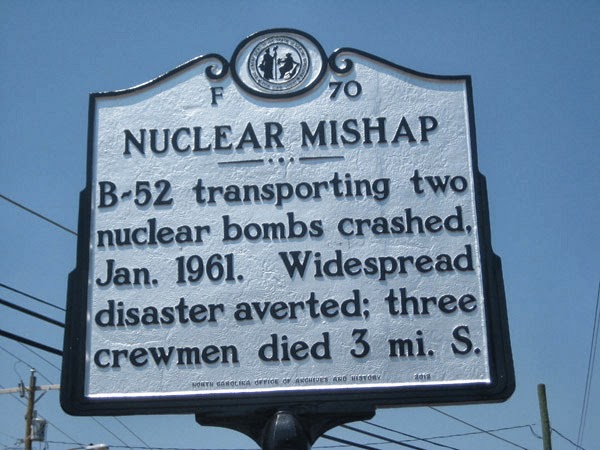 F 70
NUCLEAR MISHAP
B-52 transporting two
nuclear bombs crashed,
Jan. 1961. Widespread
disaster averted; three
crewmen died 3 mi. S.
NORTH CAROLINA OFFICE OF ARCHIVES AND HISTORY 2012